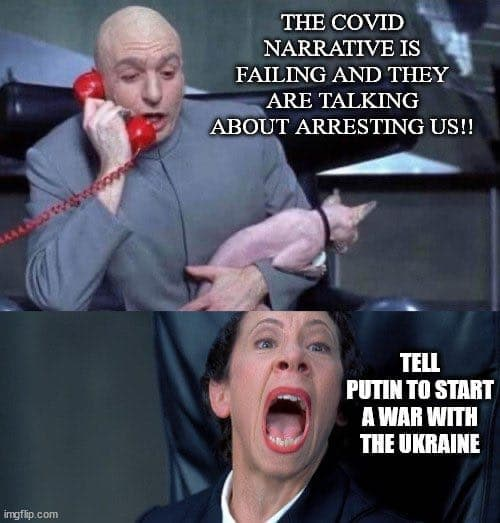 THE COVID
NARRATIVE IS
FAILING AND THEY
ARE TALKING
ABOUT ARRESTING US!!
TELL
PUTIN TO START
A WAR WITH
THE UKRAINE
imgflip.com